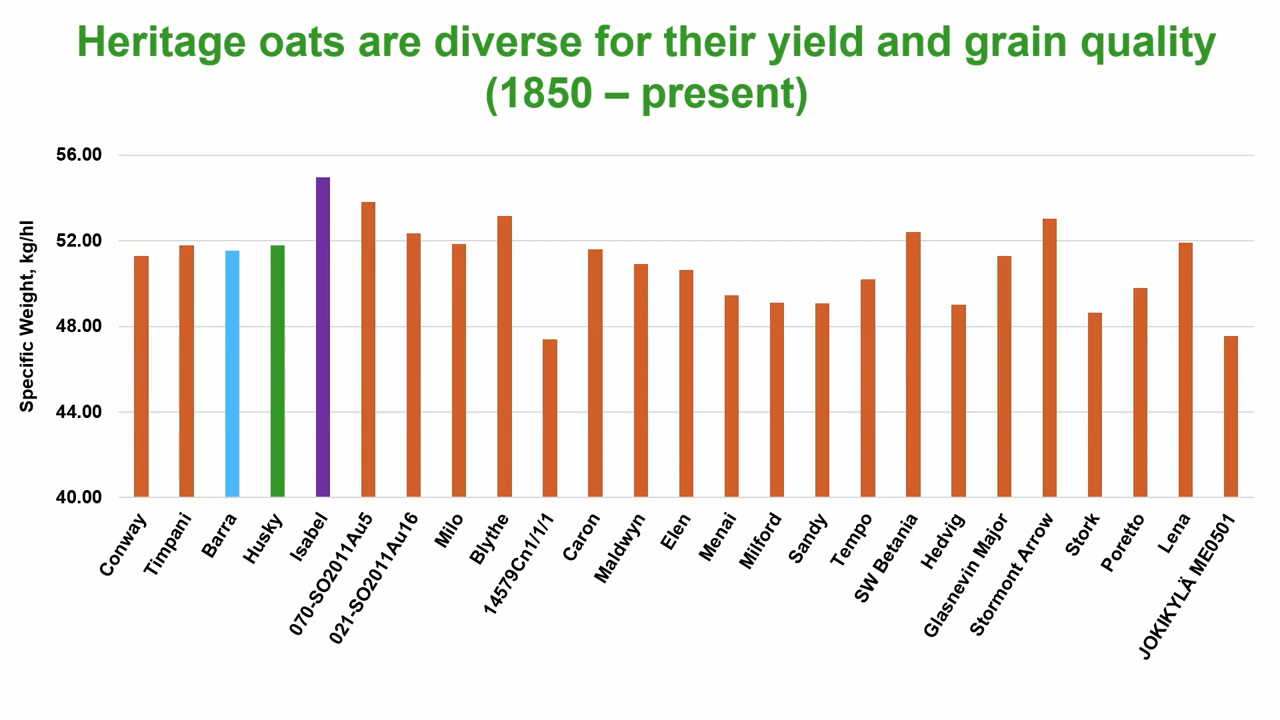 Heritage oats are diverse for their yield and grain quality
(1850 – present)
56.00
52.00
48.00
44.00
40.00
Specific Weight, kg/hl
Conway
Timpani
Barra
Husky
Isabel
070-SO2011Au5
021-SO2011Au16
Milo
Blythe
14579Cn1/1/1
Caron
Maldwyn
Elen
Menai
Milford
Sandy
Tempo
SW Betania
Hedvig
Glasnevin Major
Stormont Arrow
Stork
Poretto
Lena
JOKIKYLÄ ME0501